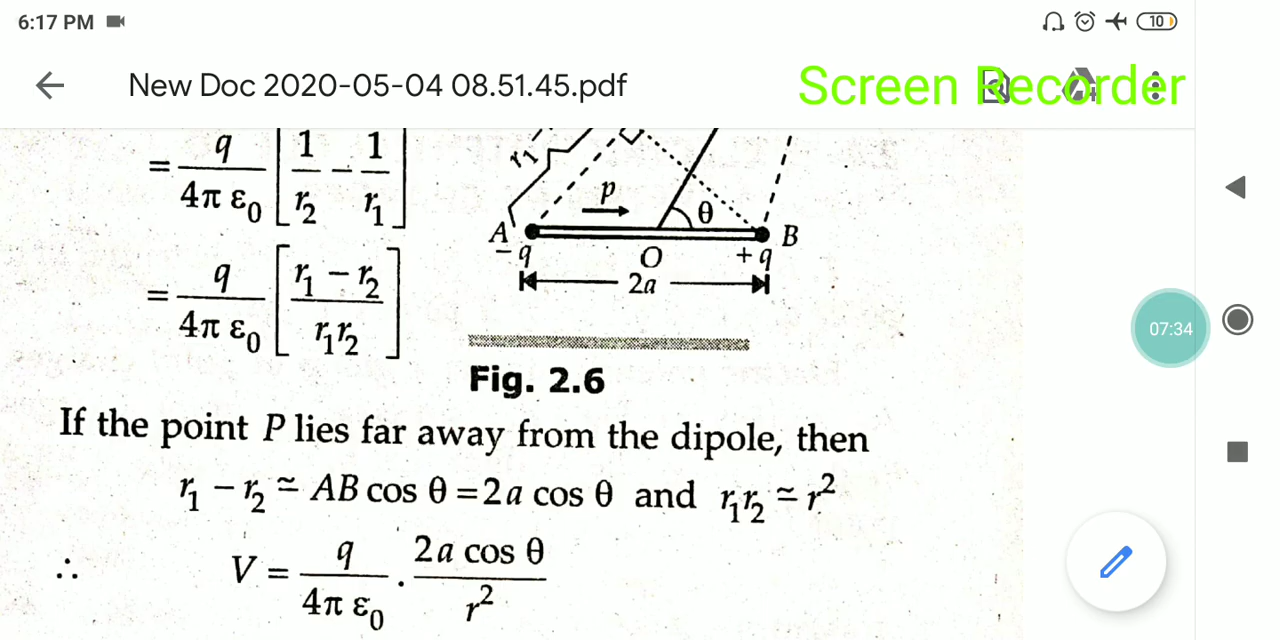 6:17 PM 10
New Doc 2020-05-04 08.51.45.pdf
Screen Recorder
= q/4π ε₀ [1/r₂ − 1/r₁]
r₁
p
θ
A B
− q O + q
2a
= q/4π ε₀ [r₁ − r₂/r₁r₂]
07:34
Fig. 2.6
If the point P lies far away from the dipole, then
r₁ − r₂ ≃ AB cos θ = 2a cos θ and r₁r₂ ≃ r²
∴ V = q/4π ε₀ · 2a cos θ/r²